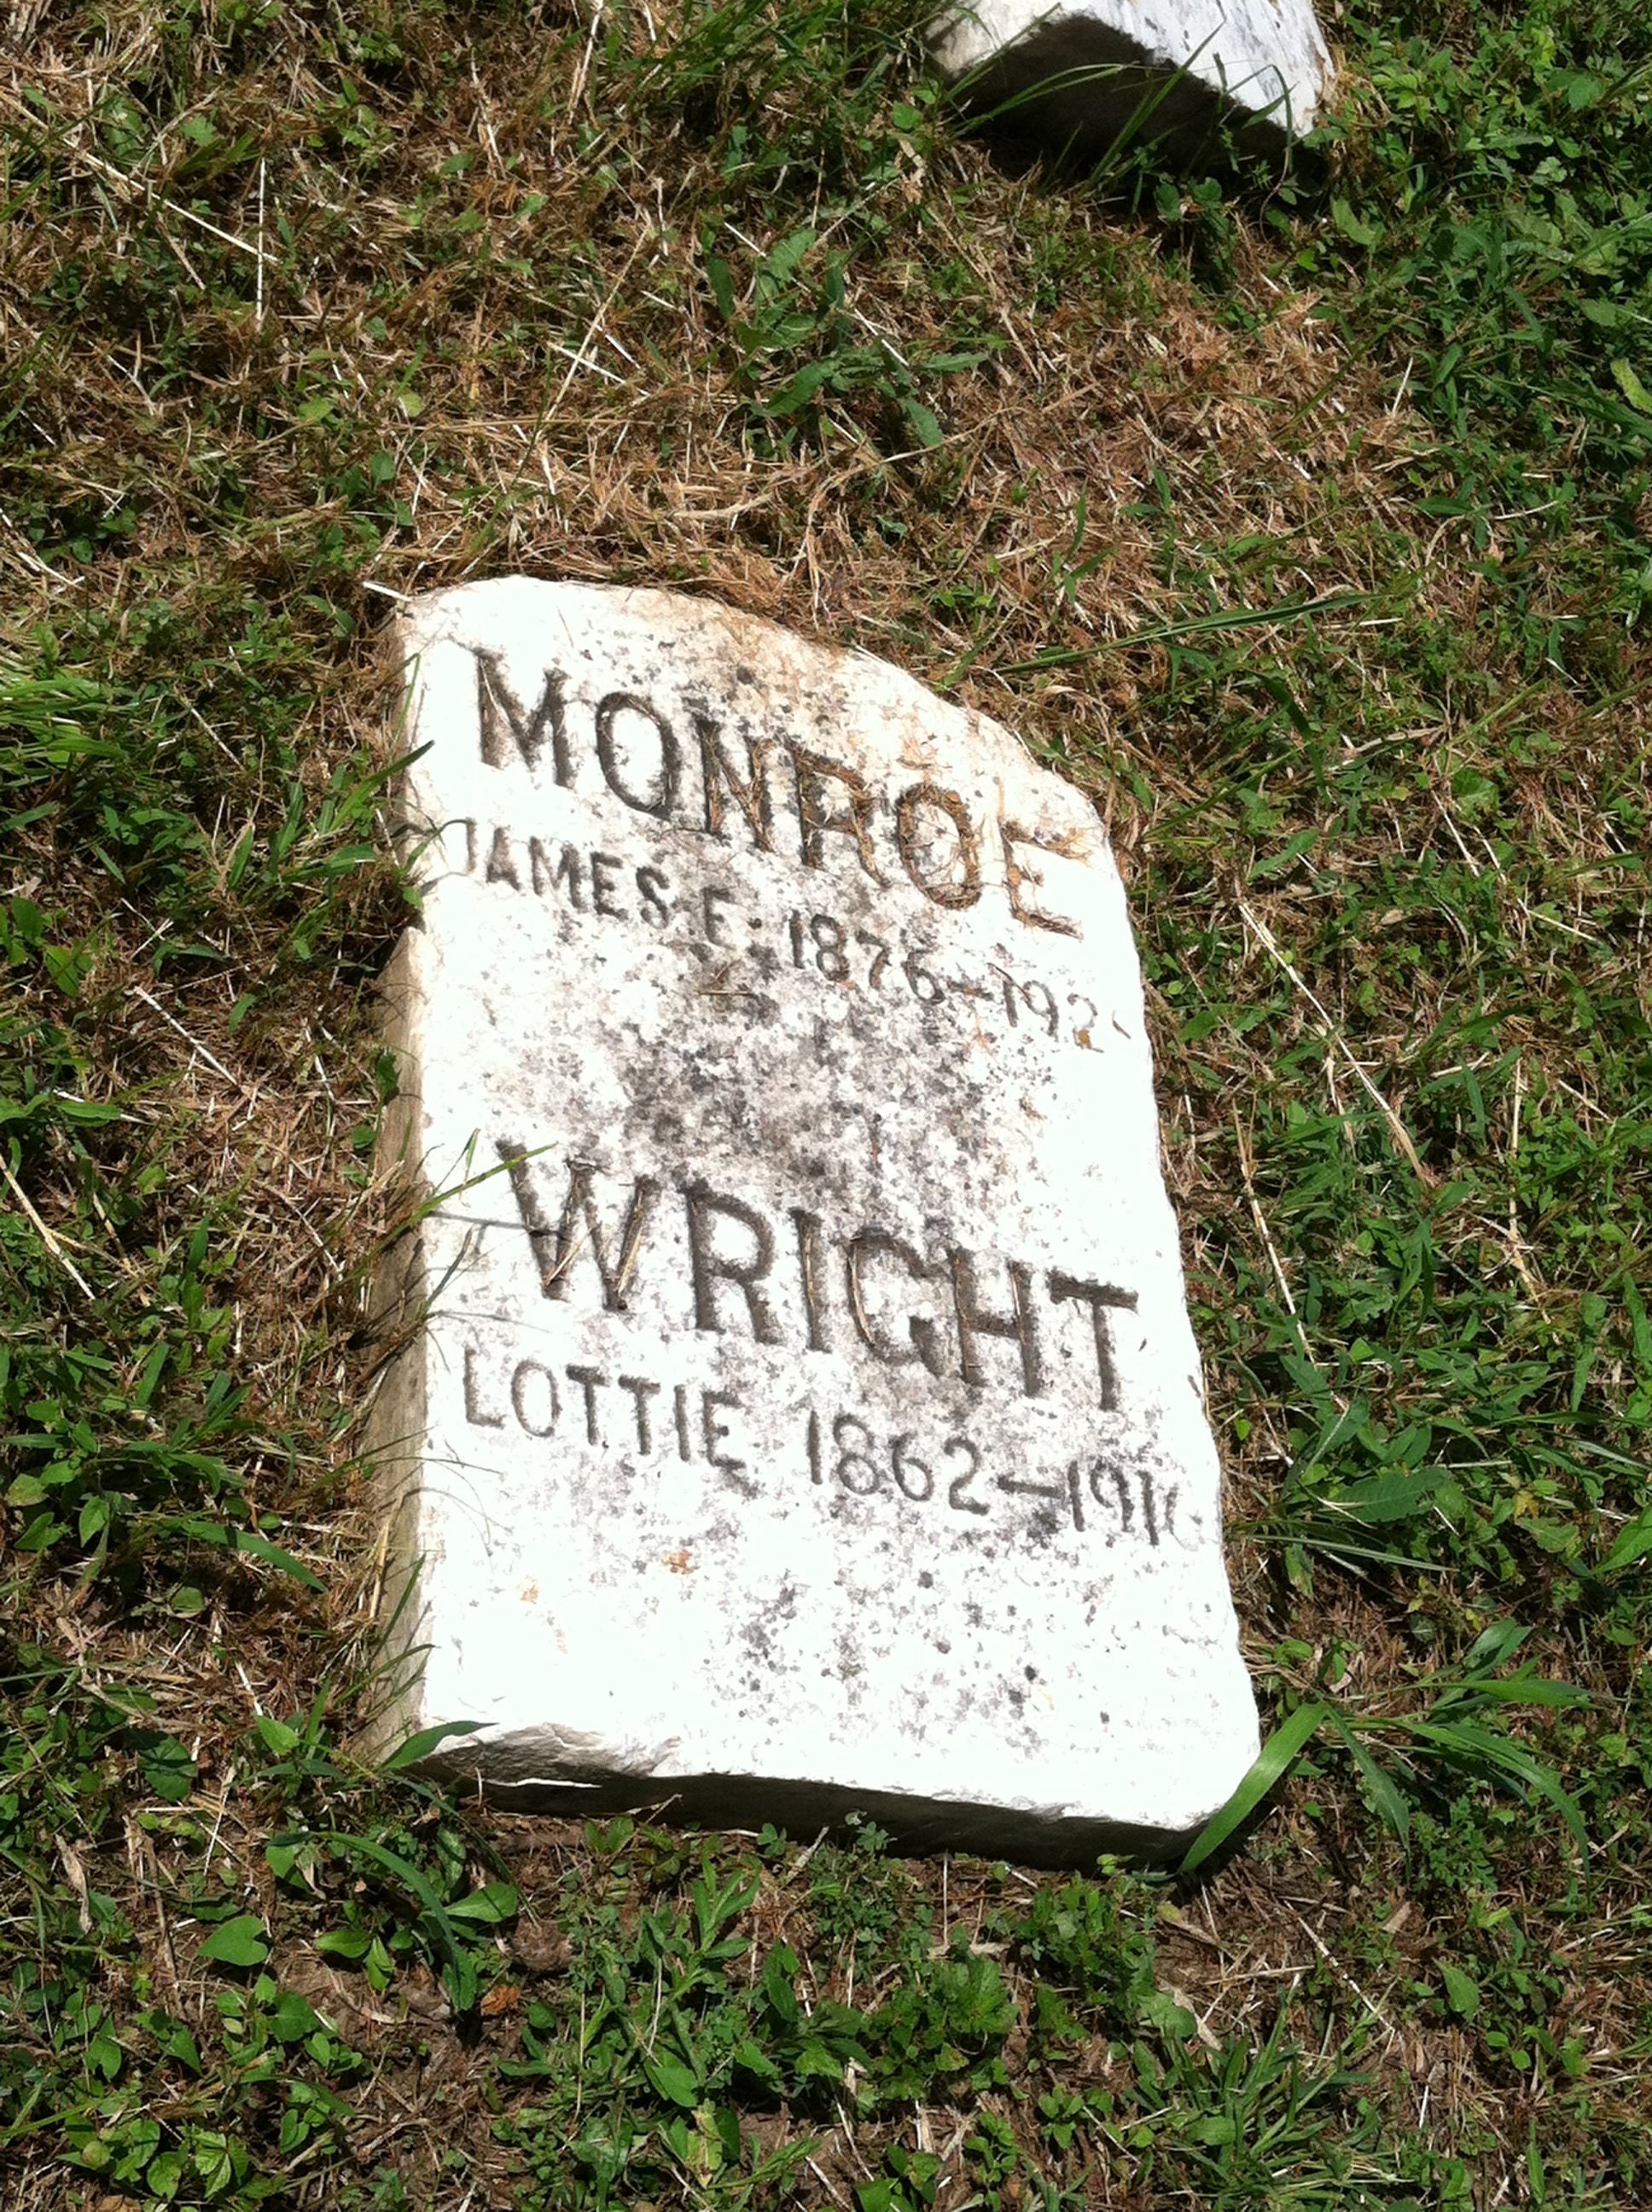 MONROE
JAMES E. 1876-192
WRIGHT
LOTTIE 1862-191